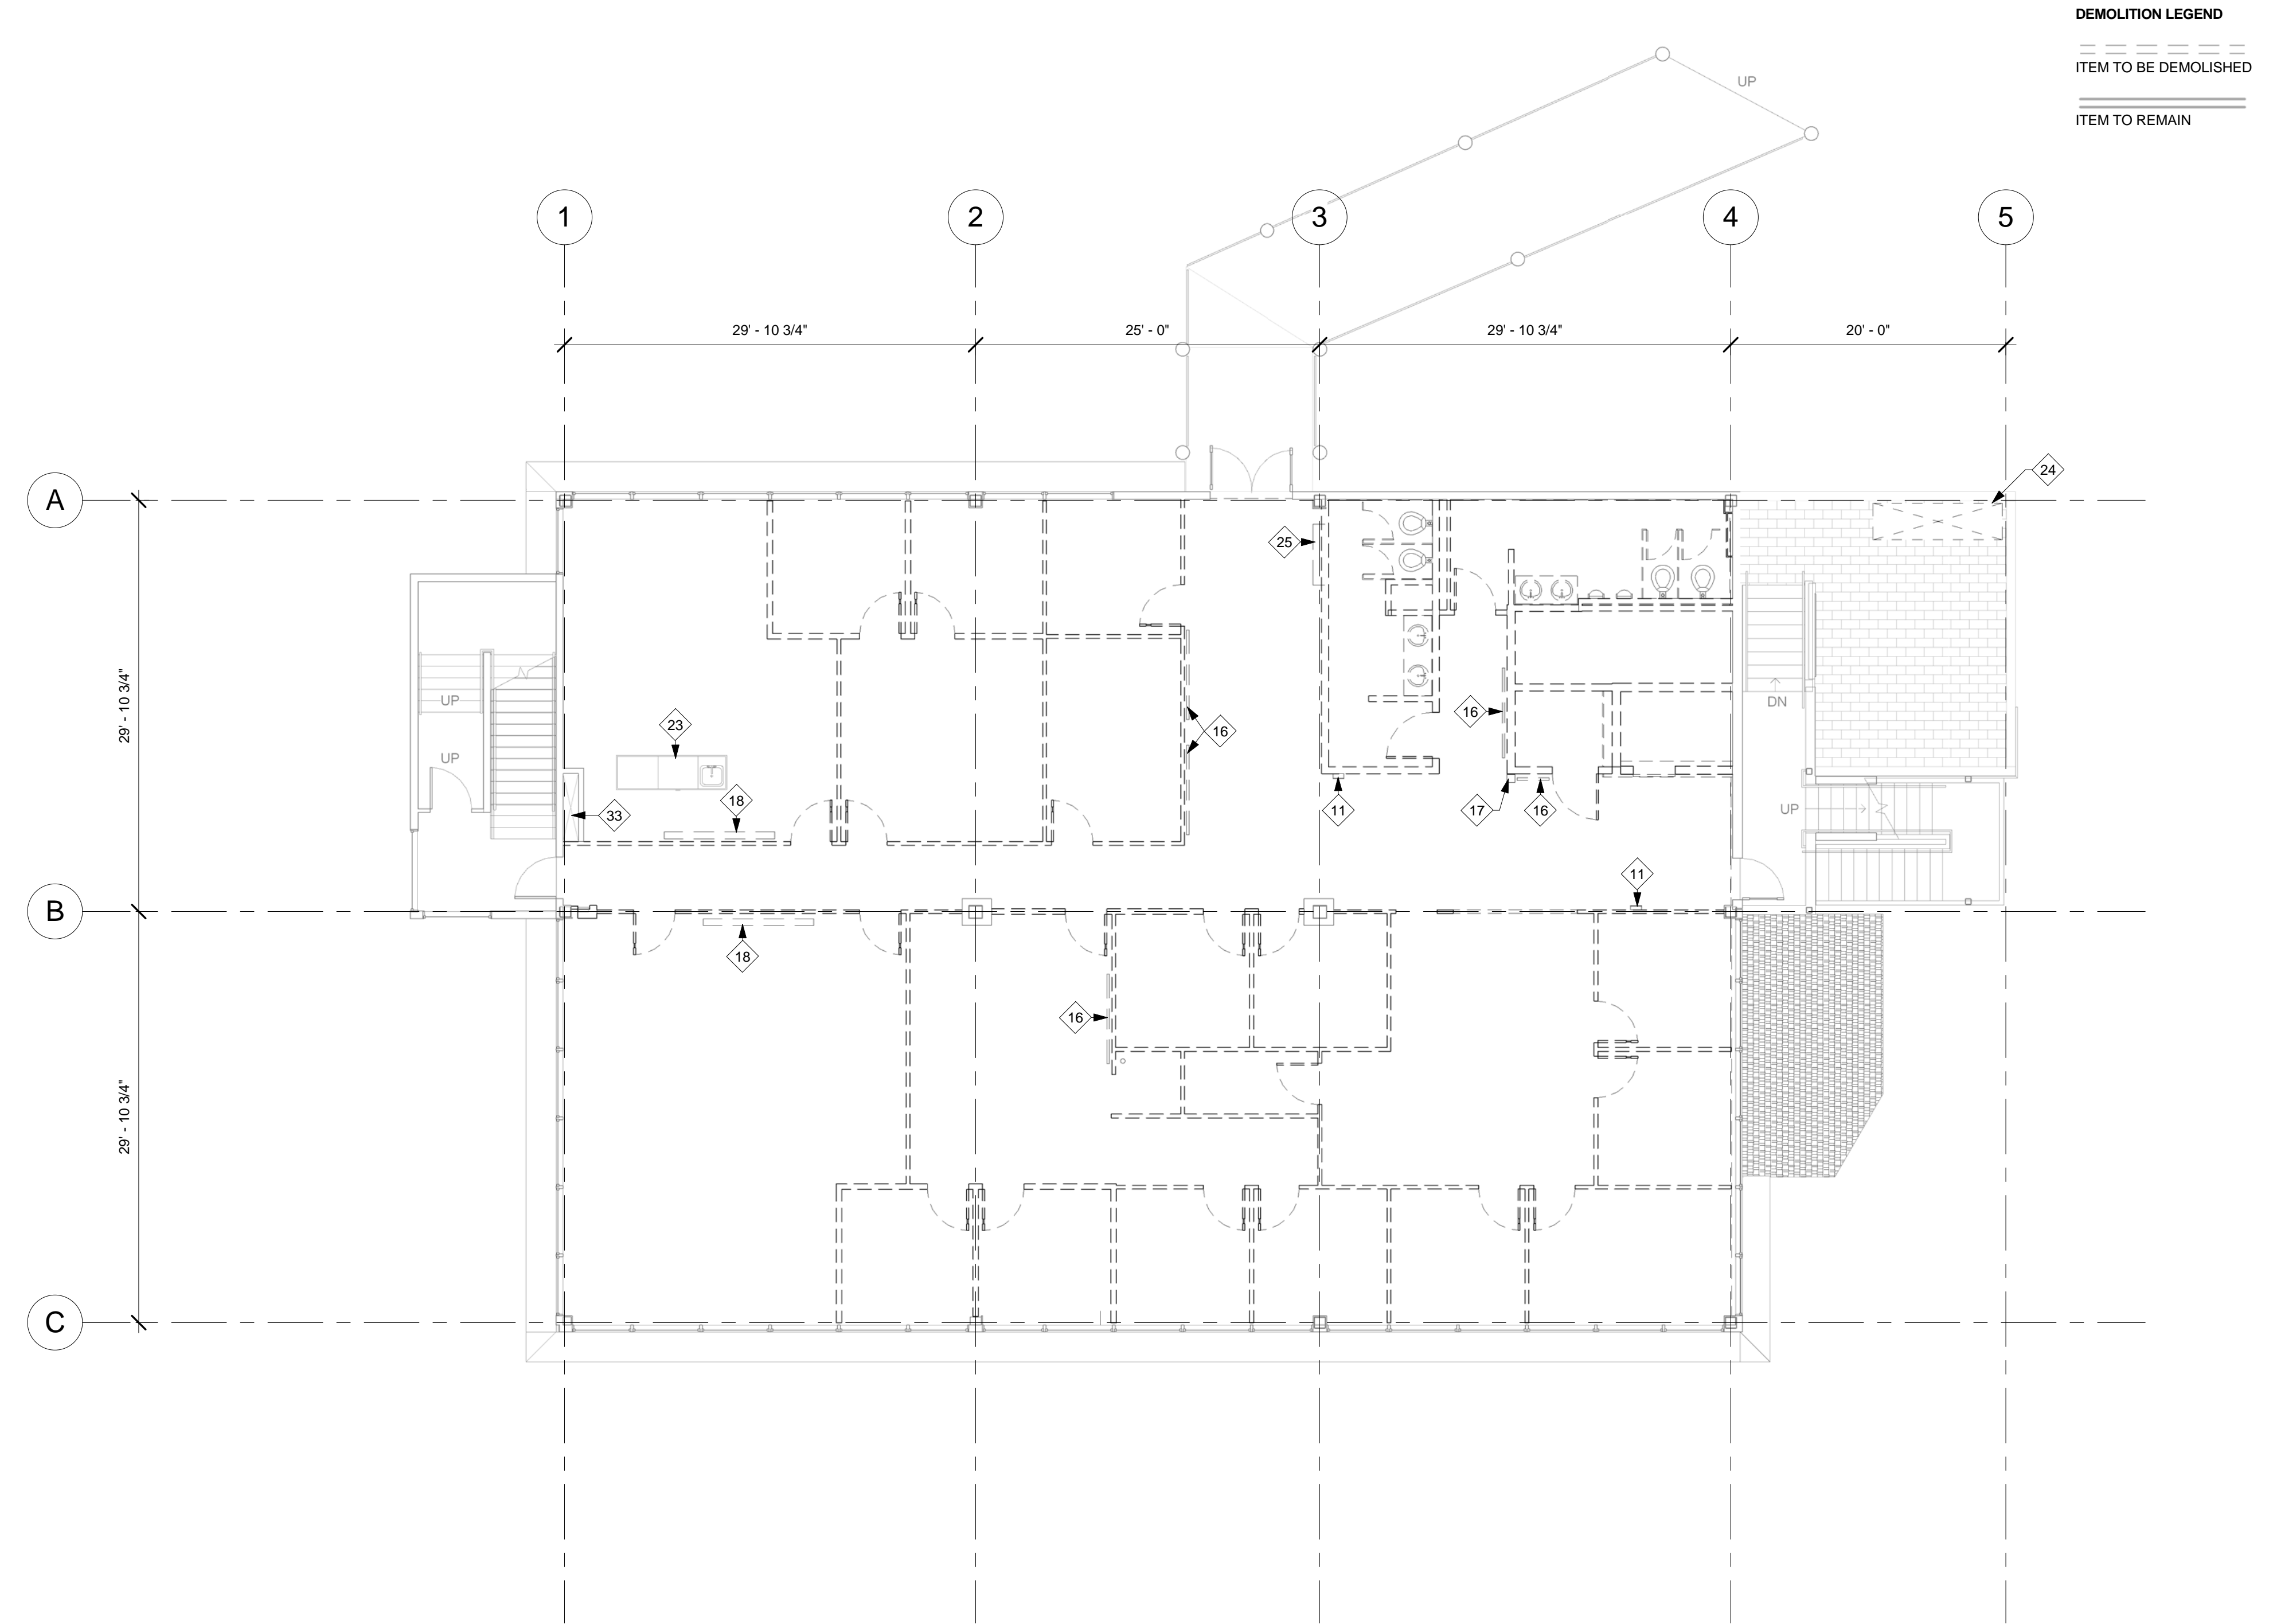 DEMOLITION LEGEND
ITEM TO BE DEMOLISHED
ITEM TO REMAIN
UP
1
2
3
4
5
29' - 10 3/4"
25' - 0"
29' - 10 3/4"
20' - 0"
A
24
25
29' - 10 3/4"
UP
DN
23
16
16
UP
18
33
11
17
16
UP
11
B
18
16
29' - 10 3/4"
C